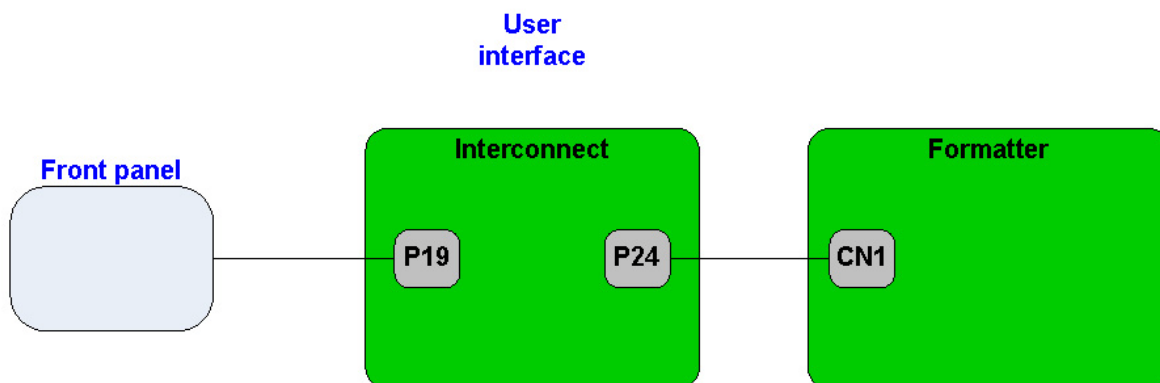 User
interface
Front panel
Interconnect
Formatter
P19
P24
CN1